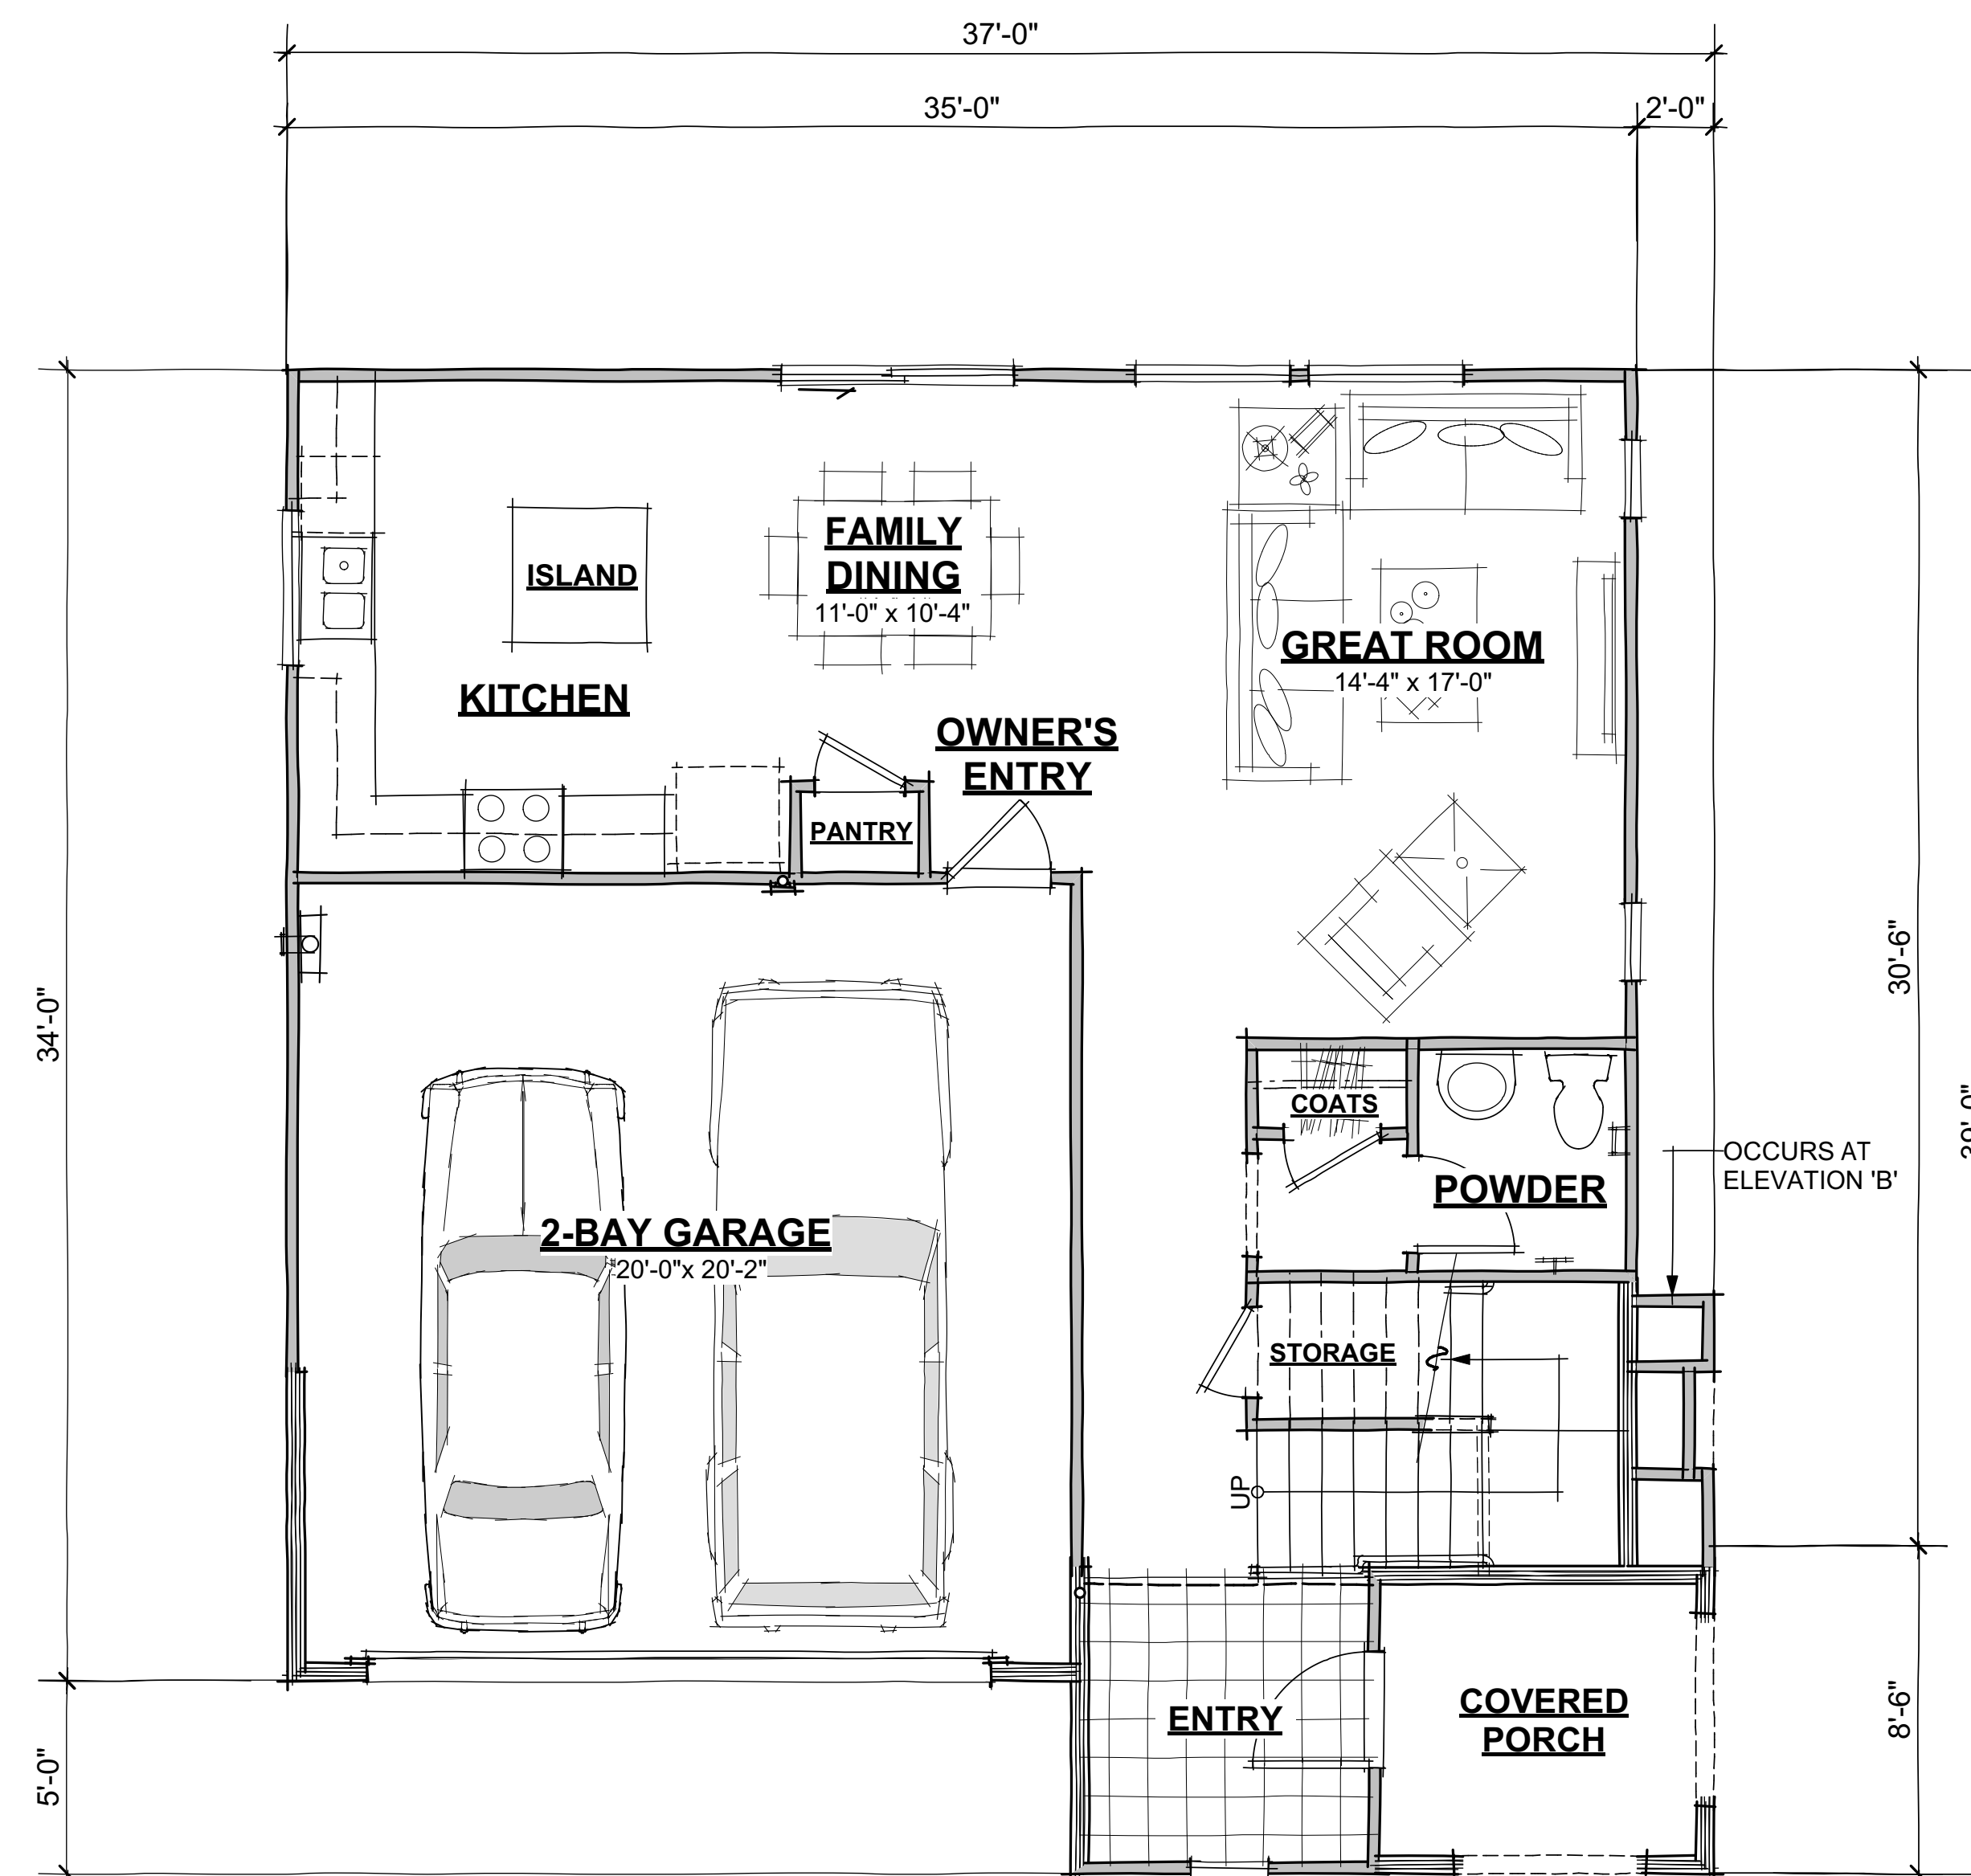 37'-0"
35'-0"
2'-0"
FAMILY
DINING
11'-0" x 10'-4"
ISLAND
GREAT ROOM
14'-4" x 17'-0"
KITCHEN
OWNER'S
ENTRY
PANTRY
30'-6"
34'-0"
COATS
OCCURS AT
ELEVATION 'B'
POWDER
2-BAY GARAGE
20'-0"x 20'-2"
STORAGE
UP
ENTRY
COVERED
PORCH
8'-6"
5'-0"